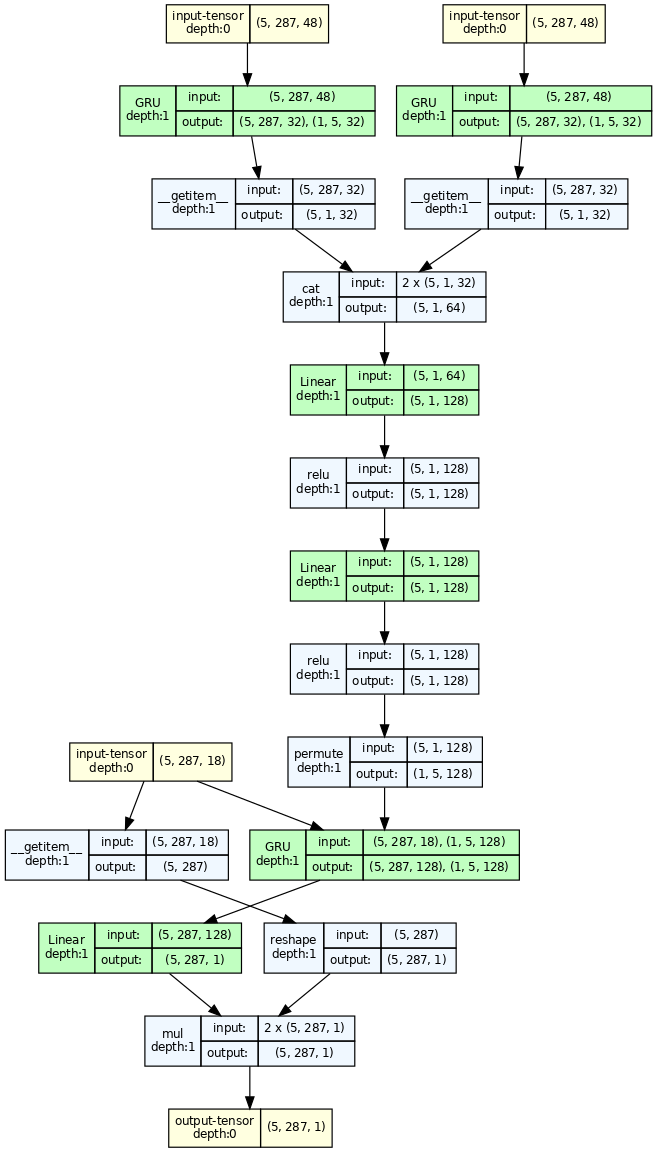 input-tensor
depth:0
(5, 287, 48)
input-tensor
depth:0
(5, 287, 48)
GRU
depth:1
input:
(5, 287, 48)
output:
(5, 287, 32), (1, 5, 32)
GRU
depth:1
input:
(5, 287, 48)
output:
(5, 287, 32), (1, 5, 32)
__getitem__
depth:1
input:
(5, 287, 32)
output:
(5, 1, 32)
__getitem__
depth:1
input:
(5, 287, 32)
output:
(5, 1, 32)
cat
depth:1
input:
2 x (5, 1, 32)
output:
(5, 1, 64)
Linear
depth:1
input:
(5, 1, 64)
output:
(5, 1, 128)
relu
depth:1
input:
(5, 1, 128)
output:
(5, 1, 128)
Linear
depth:1
input:
(5, 1, 128)
output:
(5, 1, 128)
relu
depth:1
input:
(5, 1, 128)
output:
(5, 1, 128)
permute
depth:1
input:
(5, 1, 128)
output:
(1, 5, 128)
input-tensor
depth:0
(5, 287, 18)
__getitem__
depth:1
input:
(5, 287, 18)
output:
(5, 287)
GRU
depth:1
input:
(5, 287, 18), (1, 5, 128)
output:
(5, 287, 128), (1, 5, 128)
Linear
depth:1
input:
(5, 287, 128)
output:
(5, 287, 1)
reshape
depth:1
input:
(5, 287)
output:
(5, 287, 1)
mul
depth:1
input:
2 x (5, 287, 1)
output:
(5, 287, 1)
output-tensor
depth:0
(5, 287, 1)